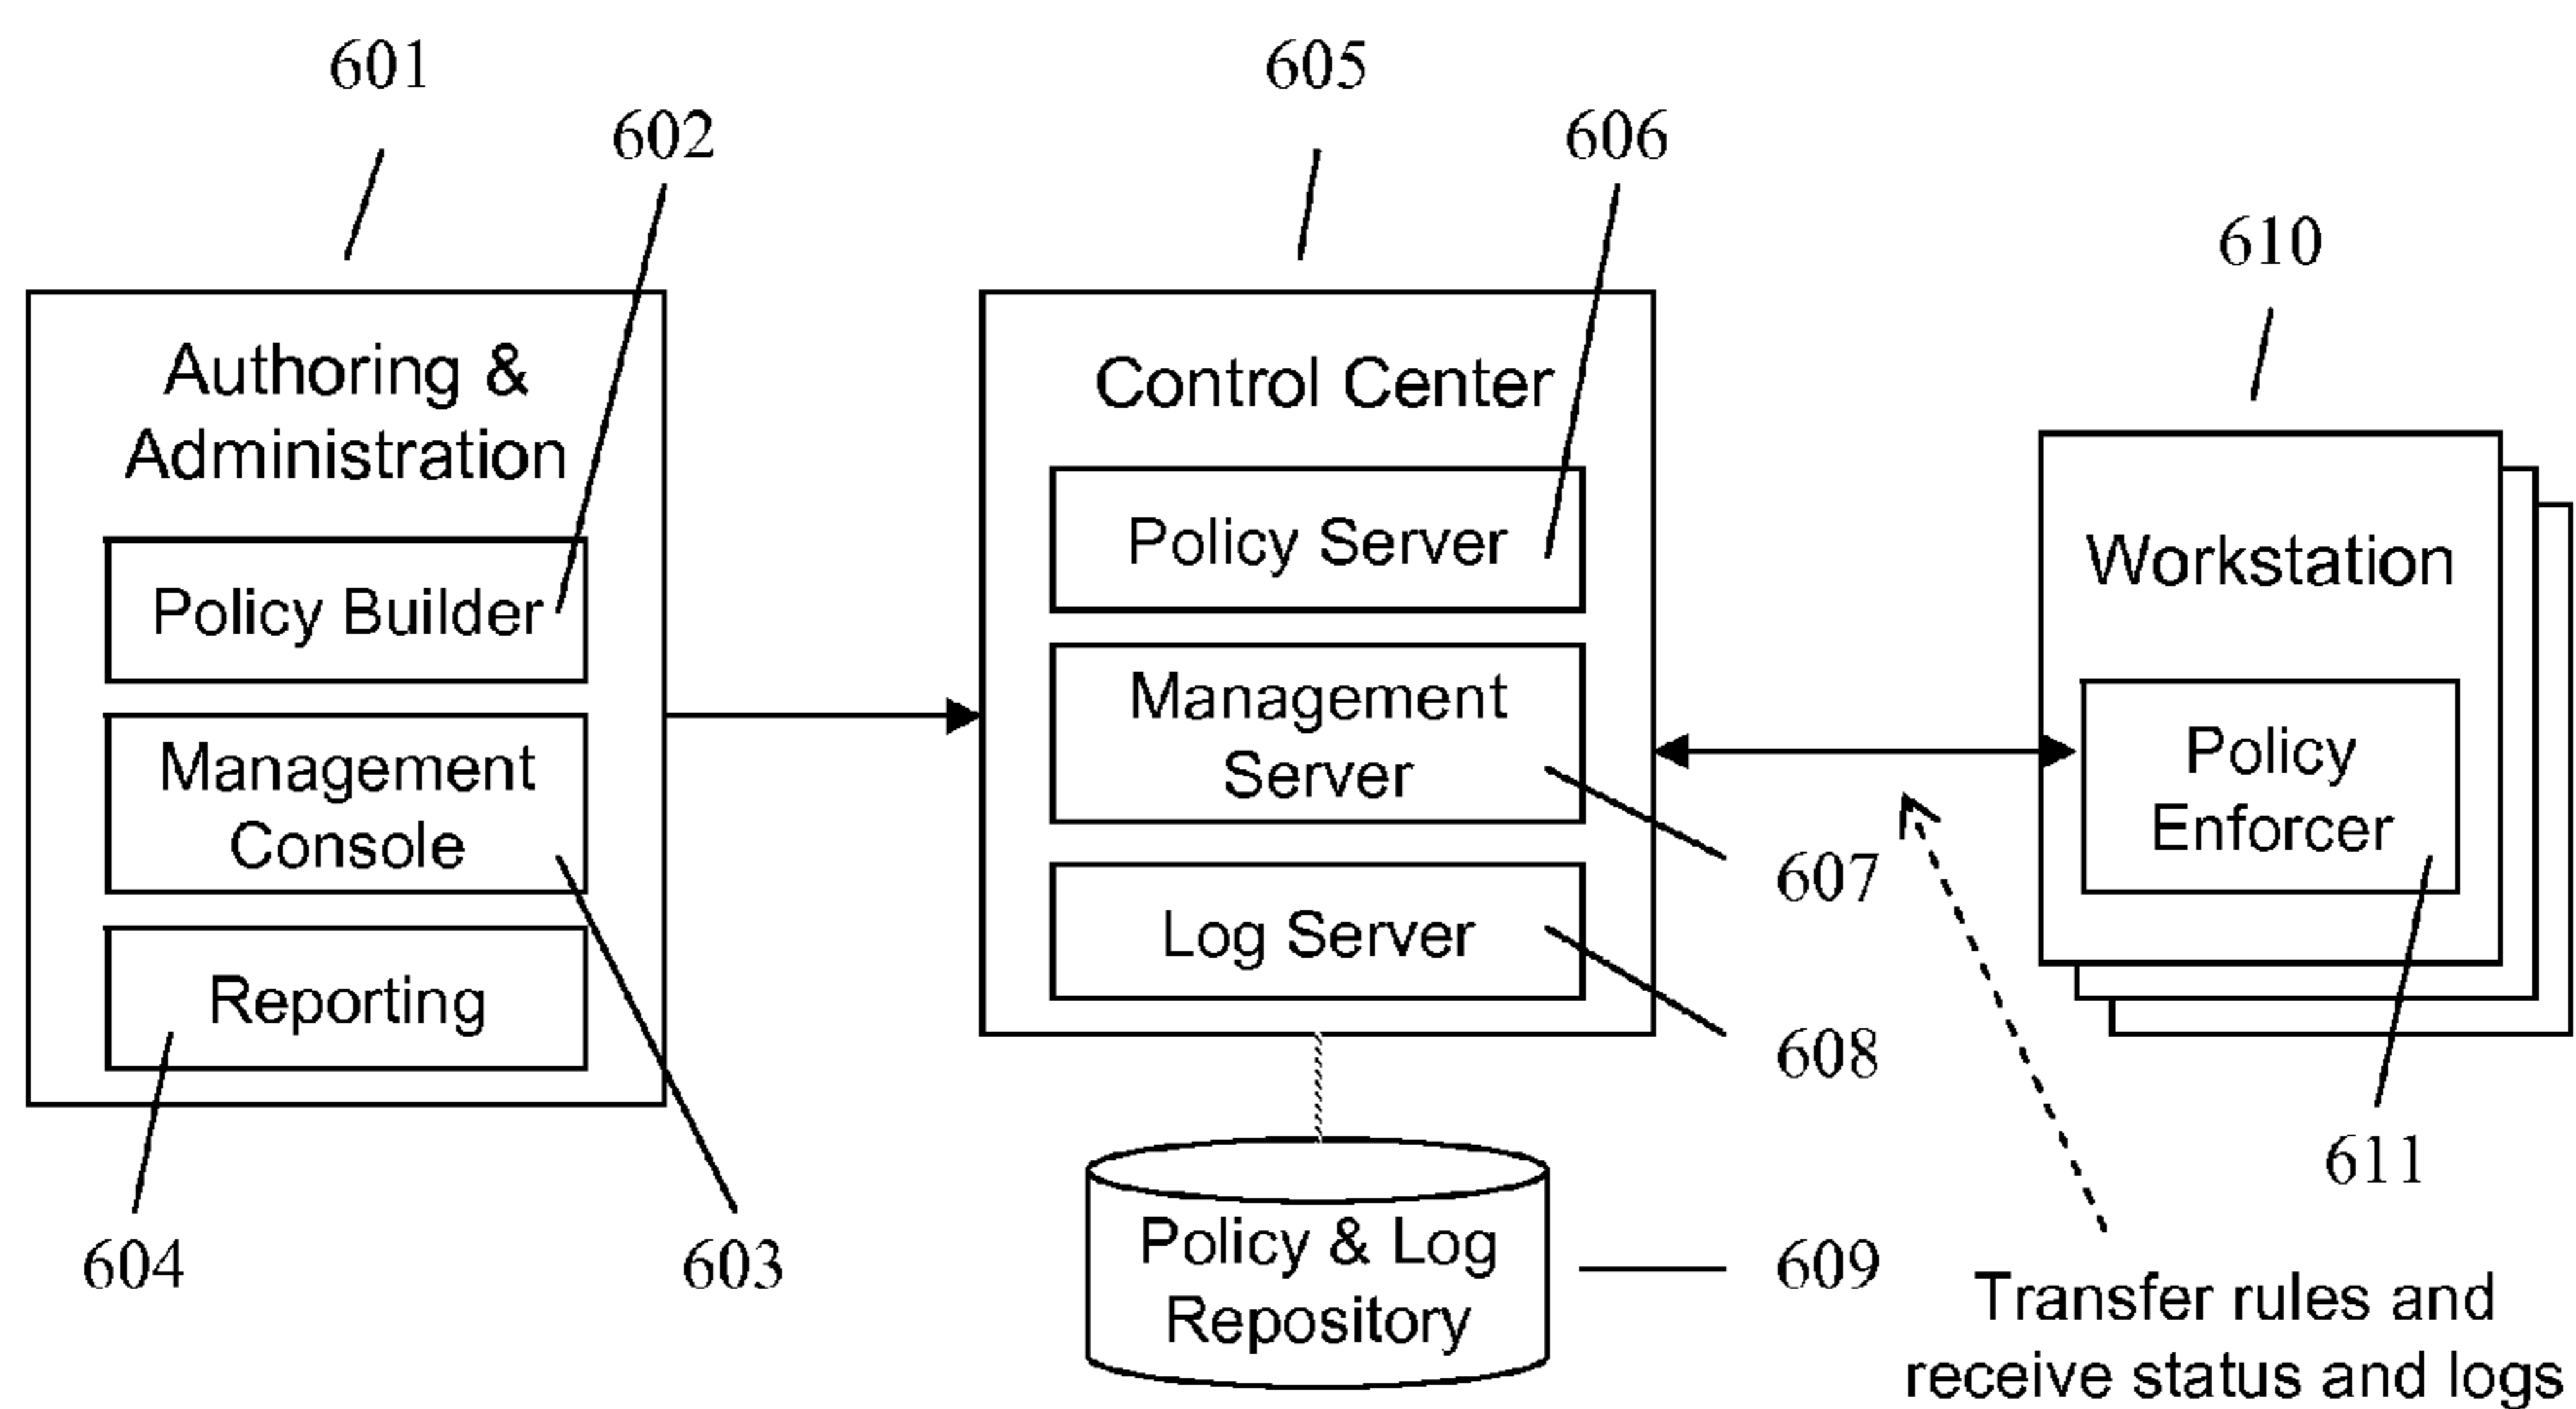 601
602
605
606
610
Authoring &
Administration
Policy Builder
Management
Console
Reporting
604
603
Control Center
Policy Server
Management
Server
Log Server
607
608
Policy & Log
Repository
609
Workstation
Policy
Enforcer
611
Transfer rules and
receive status and logs